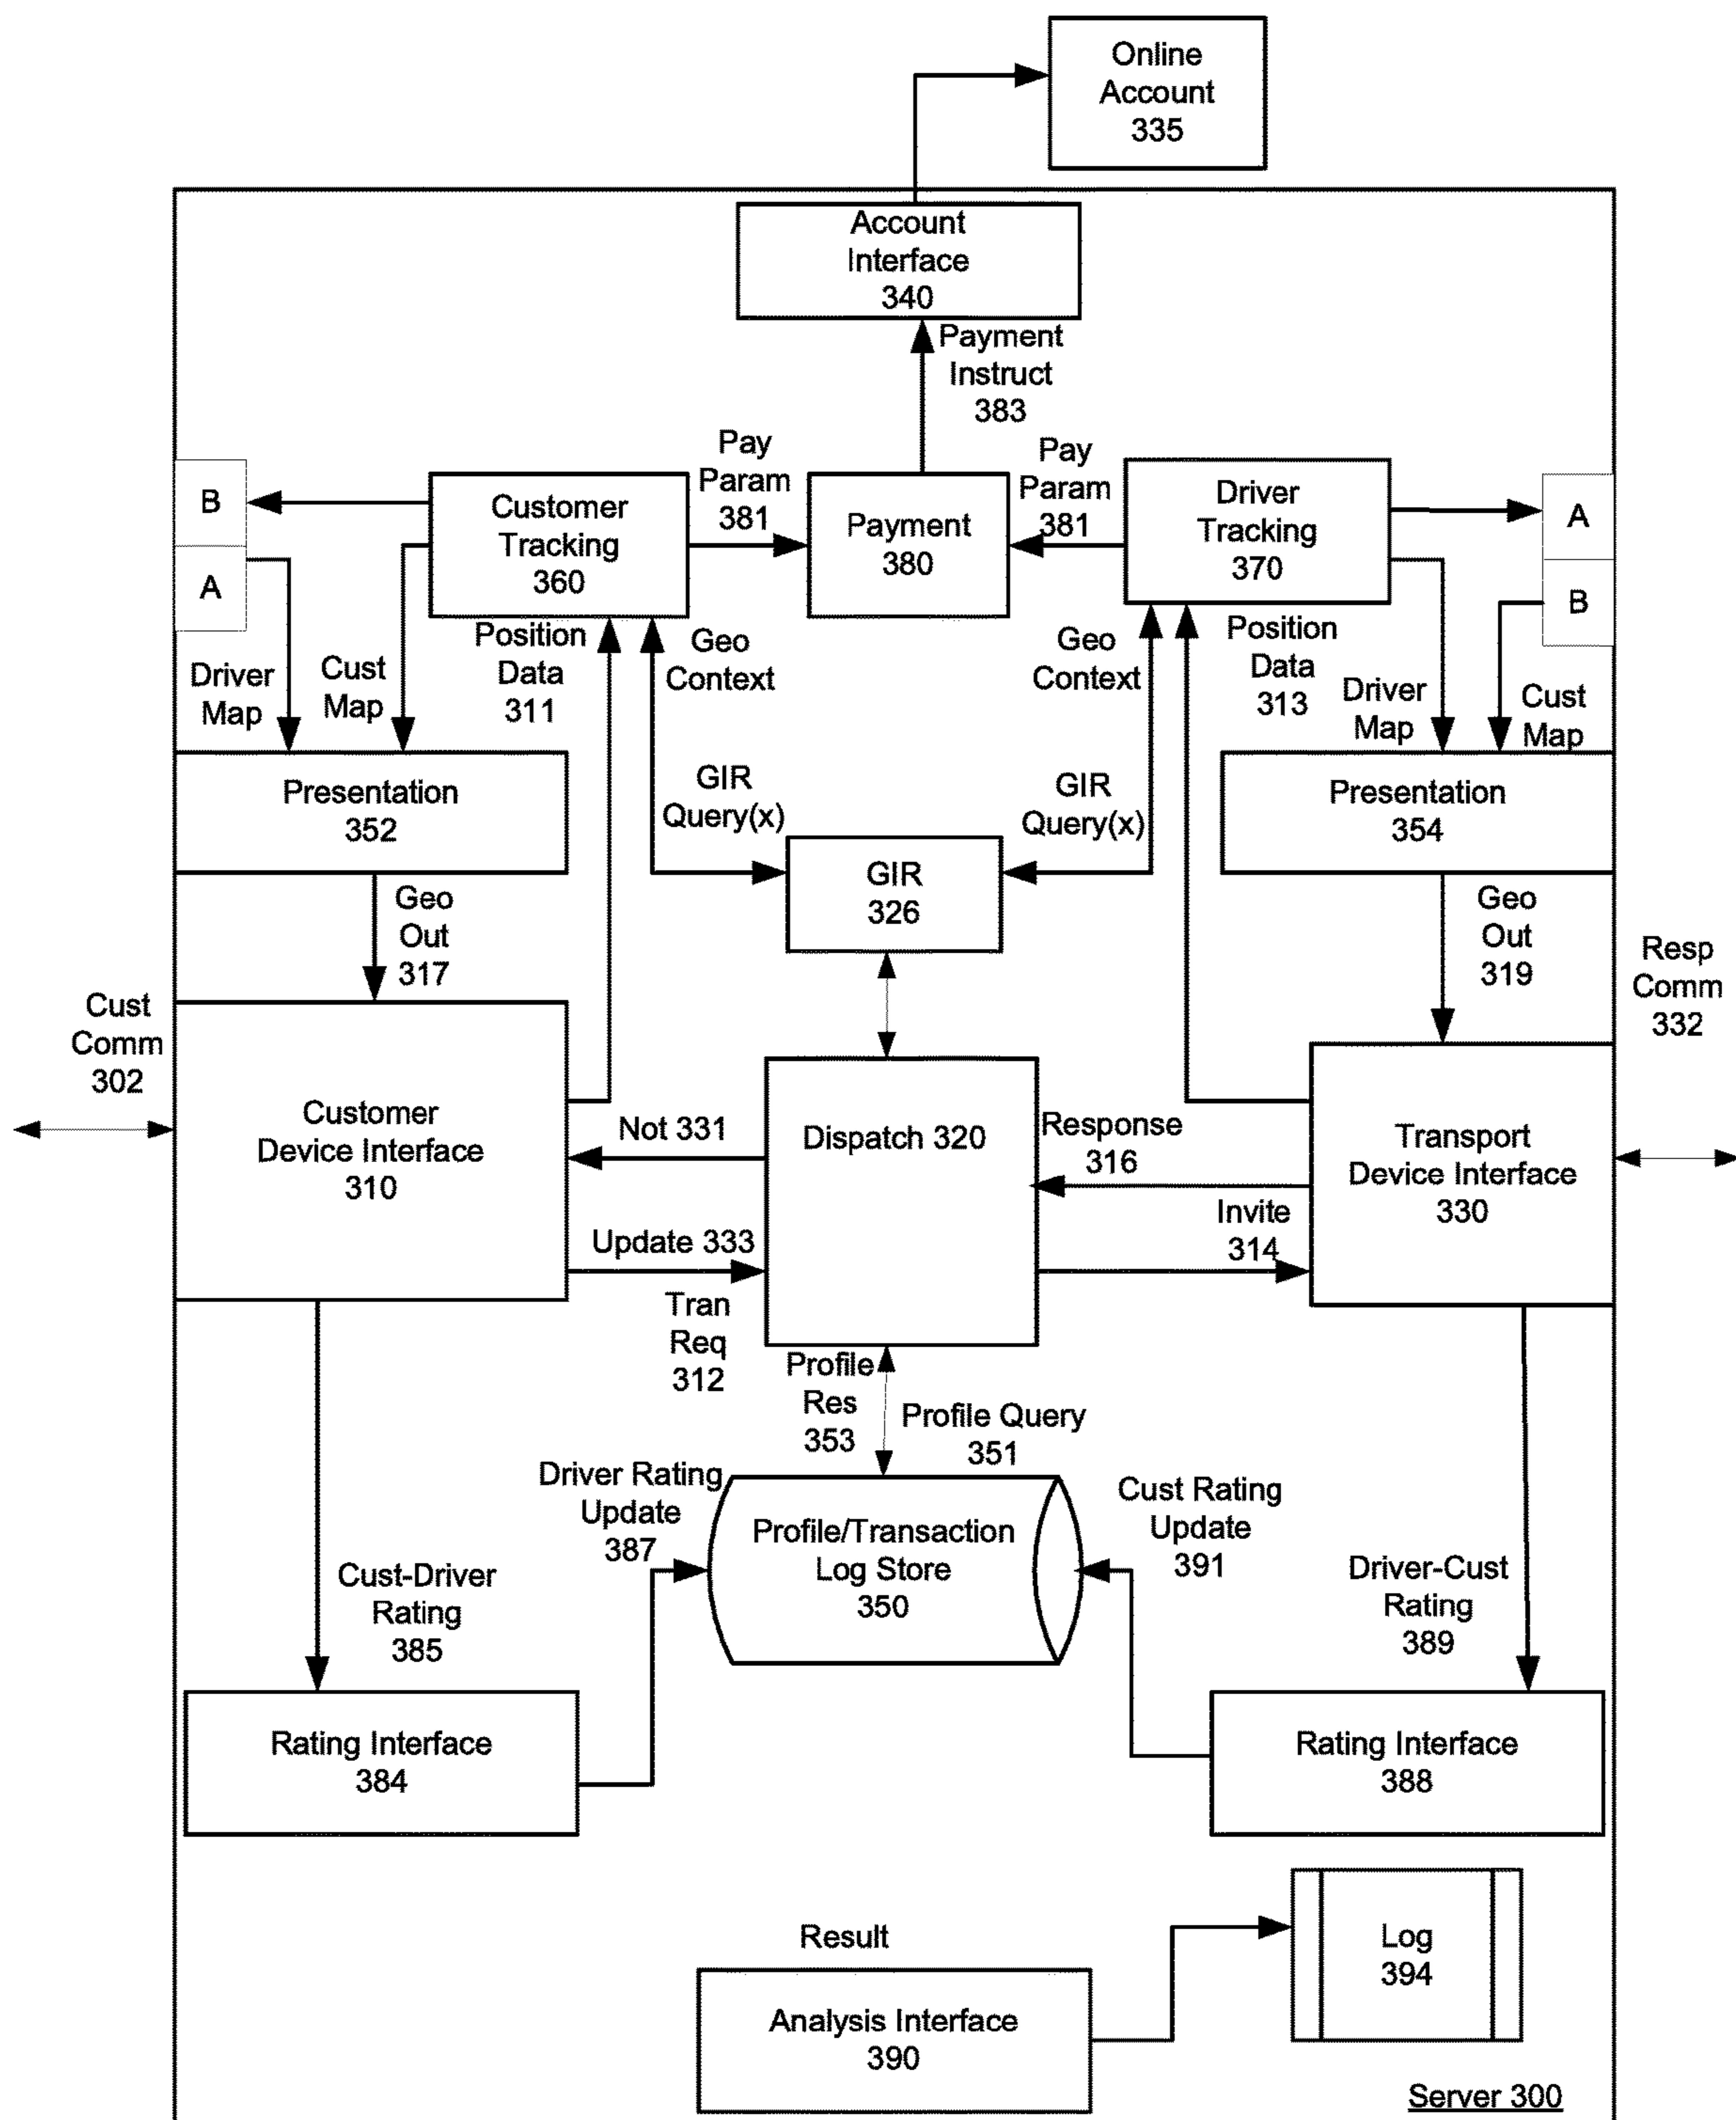 Online
Account
335
Account
Interface
340
Payment
Instruct
383
B
A
Customer
Tracking
360
Pay
Param
381
Payment
380
Pay
Param
381
Driver
Tracking
370
A
B
Driver
Map
Cust
Map
Position
Data
311
Geo
Context
Geo
Context
Position
Data
313
Driver
Map
Cust
Map
Presentation
352
GIR
Query(x)
GIR
Query(x)
Presentation
354
GIR
326
Geo
Out
317
Geo
Out
319
Cust
Comm
302
Resp
Comm
332
Customer
Device Interface
310
Not 331
Dispatch 320
Response
316
Transport
Device Interface
330
Update 333
Invite
314
Tran
Req
312
Profile
Res
353
Profile Query
351
Driver Rating
Update
387
Profile/Transaction
Log Store
350
Cust Rating
Update
391
Cust-Driver
Rating
385
Driver-Cust
Rating
389
Rating Interface
384
Rating Interface
388
Result
Log
394
Analysis Interface
390
Server 300